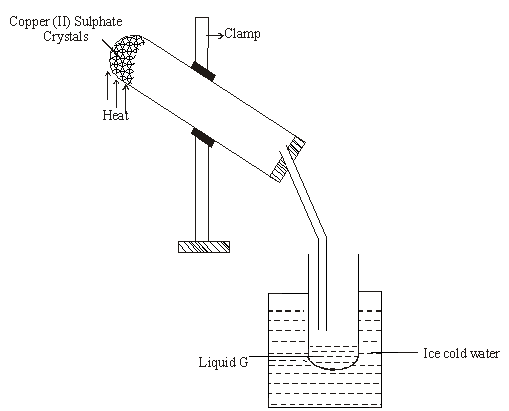 Copper (II) Sulphate
Crystals
Clamp
Heat
Liquid G
Ice cold water